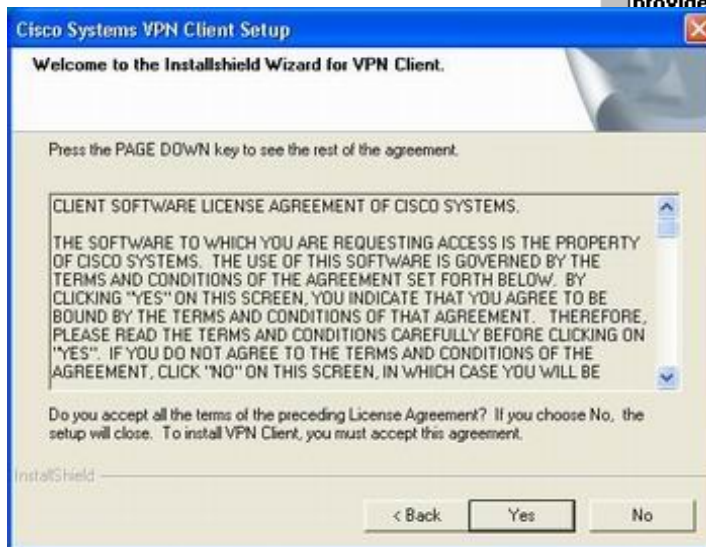 provide
Cisco Systems VPN Client Setup
Welcome to the Installshield Wizard for VPN Client.
Press the PAGE DOWN key to see the rest of the agreement.
CLIENT SOFTWARE LICENSE AGREEMENT OF CISCO SYSTEMS.
THE SOFTWARE TO WHICH YOU ARE REQUESTING ACCESS IS THE PROPERTY
OF CISCO SYSTEMS. THE USE OF THIS SOFTWARE IS GOVERNED BY THE
TERMS AND CONDITIONS OF THE AGREEMENT SET FORTH BELOW. BY
CLICKING "YES" ON THIS SCREEN, YOU INDICATE THAT YOU AGREE TO BE
BOUND BY THE TERMS AND CONDITIONS OF THAT AGREEMENT. THEREFORE,
PLEASE READ THE TERMS AND CONDITIONS CAREFULLY BEFORE CLICKING ON
"YES". IF YOU DO NOT AGREE TO THE TERMS AND CONDITIONS OF THE
AGREEMENT, CLICK "NO" ON THIS SCREEN, IN WHICH CASE YOU WILL BE
Do you accept all the terms of the preceding License Agreement? If you choose No, the
setup will close. To install VPN Client, you must accept this agreement.
InstallShield
< Back Yes No